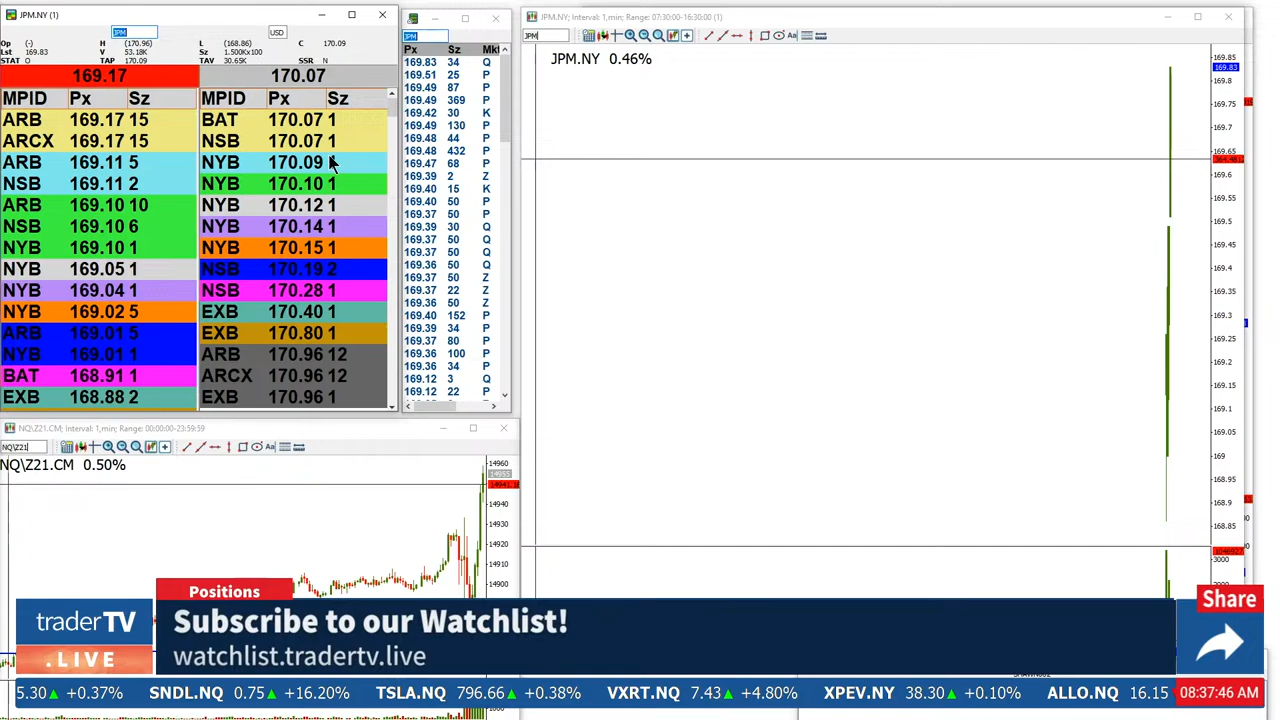 JPM.NY (1)
JPM
USD
Op (-) H (170.96) L (168.86) C 170.09
Lst 169.83 V 53.18K Sz 1.500Kx100
STAT O TAP 170.09 TAV 30.65K SSR N
169.17 170.07
MPID Px Sz MPID Px Sz
ARB 169.17 15 BAT 170.07 1
ARCX 169.17 15 NSB 170.07 1
ARB 169.11 5 NYB 170.09
NSB 169.11 2 NYB 170.10 1
ARB 169.10 10 NYB 170.12 1
NSB 169.10 6 NYB 170.14 1
NYB 169.10 1 NYB 170.15 1
NYB 169.05 1 NSB 170.19 2
NYB 169.04 1 NSB 170.28 1
NYB 169.02 5 EXB 170.40 1
ARB 169.01 5 EXB 170.80 1
NYB 169.01 1 ARB 170.96 12
BAT 168.91 1 ARCX 170.96 12
EXB 168.88 2 EXB 170.96 1
JPM
Px Sz Mkt
169.83 34 Q
169.51 25 P
169.49 87 P
169.49 369 P
169.42 30 K
169.49 130 P
169.48 44 P
169.48 432 P
169.47 68 P
169.39 2 Z
169.40 15 K
169.40 50 P
169.37 50 P
169.39 30 Q
169.37 50 Q
169.37 50 Q
169.36 50 Q
169.37 50 Z
169.37 22 Z
169.36 50 Z
169.40 152 P
169.39 34 P
169.37 80 P
169.36 100 P
169.36 34 P
169.12 3 Q
169.12 22 P
JPM.NY; Interval: 1,min; Range: 07:30:00-16:30:00 (1)
JPM
Aa
JPM.NY 0.46%
169.85
169.83
169.8
169.75
169.7
169.65
169.6
169.55
169.5
169.45
169.4
169.35
169.3
169.25
169.2
169.15
169.1
169.05
169
168.95
168.9
168.85
3000
NQ\Z21.CM; Interval: 1,min; Range: 00:00:00-23:59:59
NQ\Z21
Aa
NQ\Z21.CM 0.50%
14960
14955
14940
14930
14920
14910
14900
1000
Positions
traderTV
.LIVE
Subscribe to our Watchlist!
watchlist.tradertv.live
Share
5.30 +0.37% SNDL.NQ 0.75 +16.20% TSLA.NQ 796.66 +0.38% VXRT.NQ 7.43 +4.80% XPEV.NY 38.30 +0.10% ALLO.NQ 16.15 08:37:46 AM